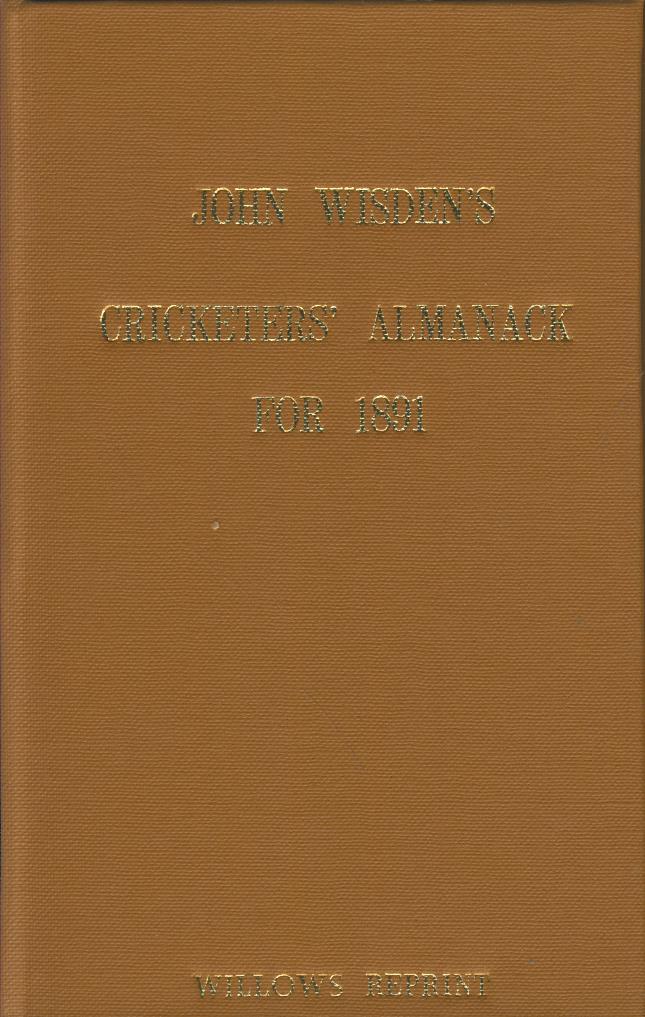 JOHN WISDEN'S
CRICKETERS' ALMANACK
FOR 1891
WILLOWS REPRINT